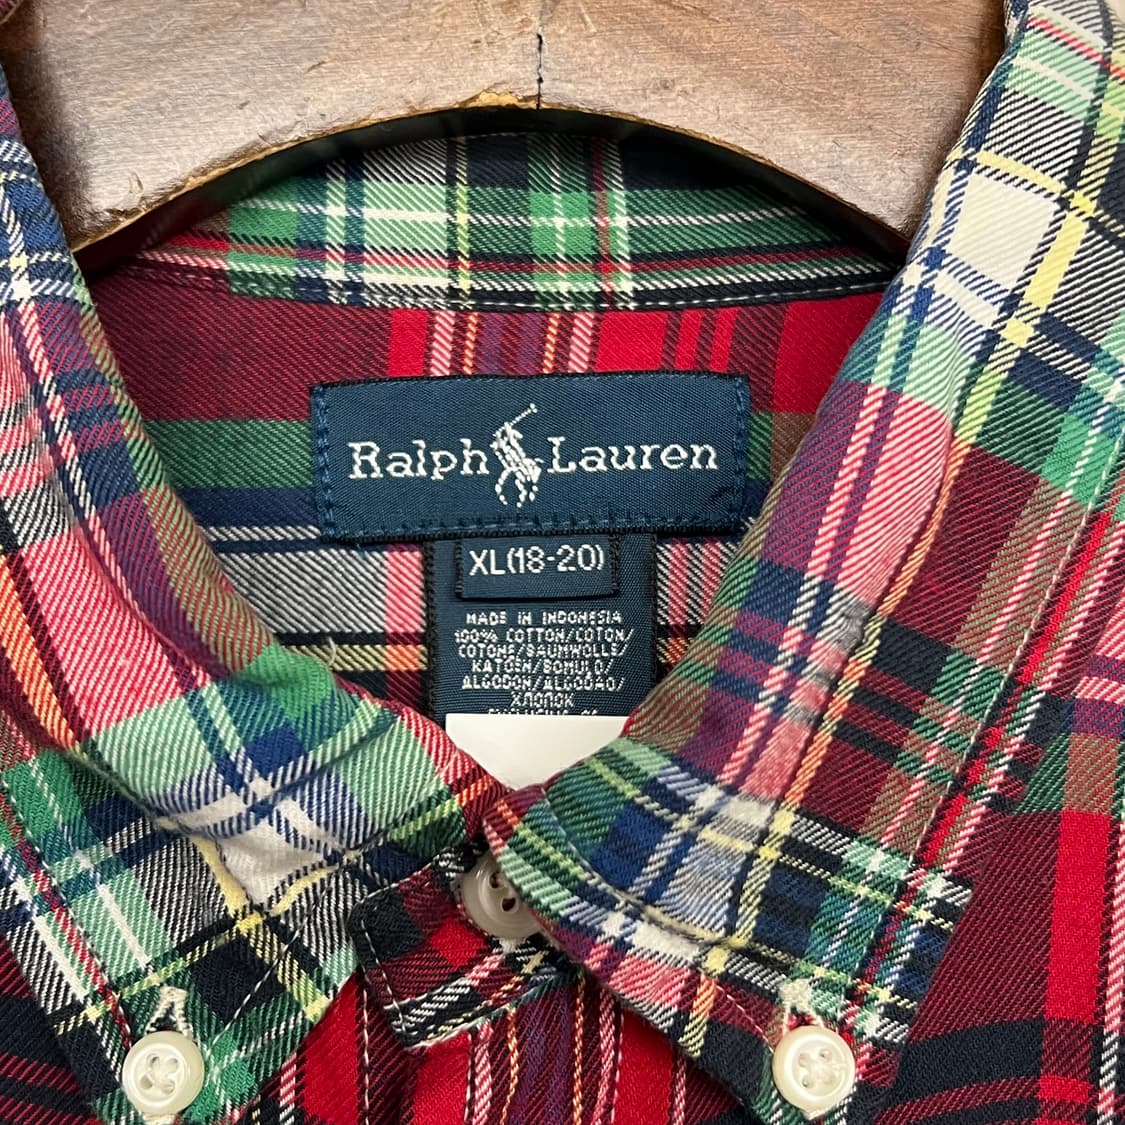 Ralph Lauren
XL(18-20)
MADE IN INDONESIA
100% COTTON/COTON/
COTONE/BAUMWOLLE/
KATOEN/BOMULD/
ALGODON/ALGODAO/
ХЛОПОК